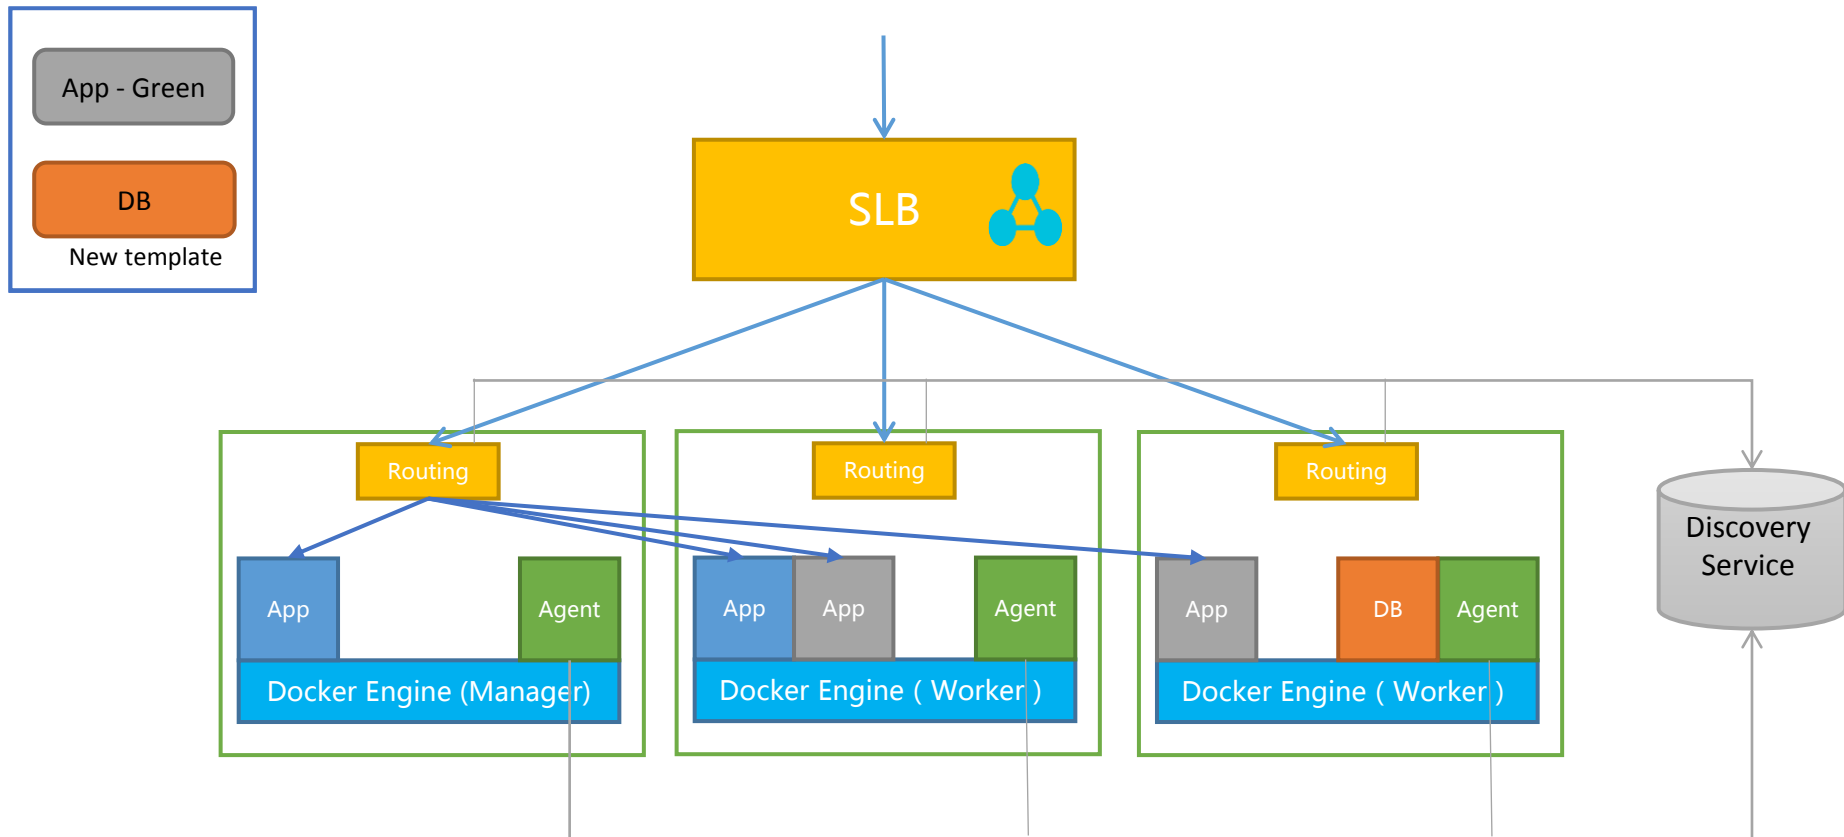 App - Green
DB
New template
SLB
Routing
Routing
Routing
Discovery
Service
App
Agent
App
App
Agent
App
DB
Agent
Docker Engine (Manager)
Docker Engine ( Worker )
Docker Engine ( Worker )